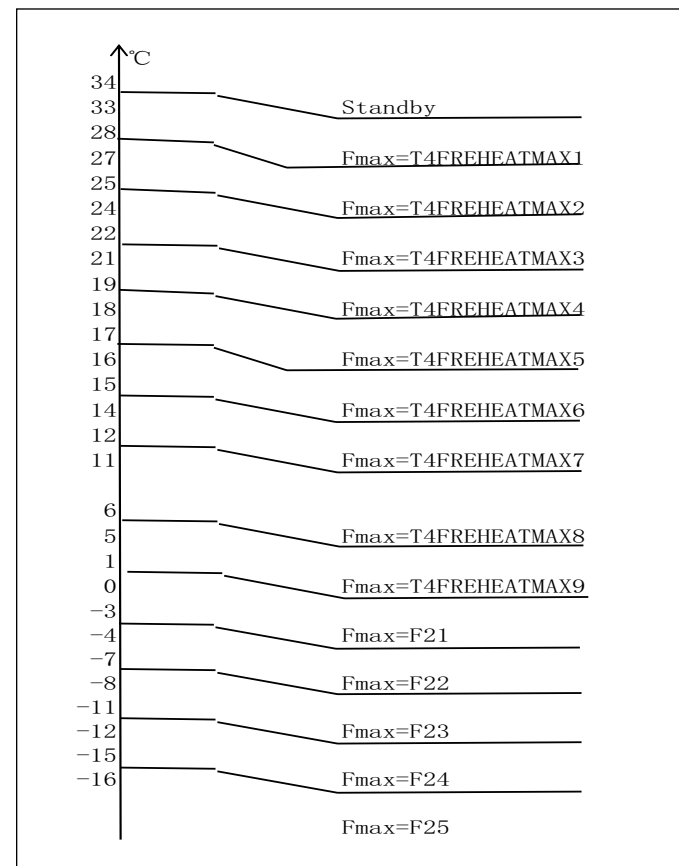 ℃
34
33 Standby
28
27 Fmax=T4FREHEATMAX1
25
24 Fmax=T4FREHEATMAX2
22
21 Fmax=T4FREHEATMAX3
19
18 Fmax=T4FREHEATMAX4
17
16 Fmax=T4FREHEATMAX5
15
14 Fmax=T4FREHEATMAX6
12
11 Fmax=T4FREHEATMAX7
6
5 Fmax=T4FREHEATMAX8
1
0 Fmax=T4FREHEATMAX9
-3
-4 Fmax=F21
-7
-8 Fmax=F22
-11
-12 Fmax=F23
-15
-16 Fmax=F24
Fmax=F25